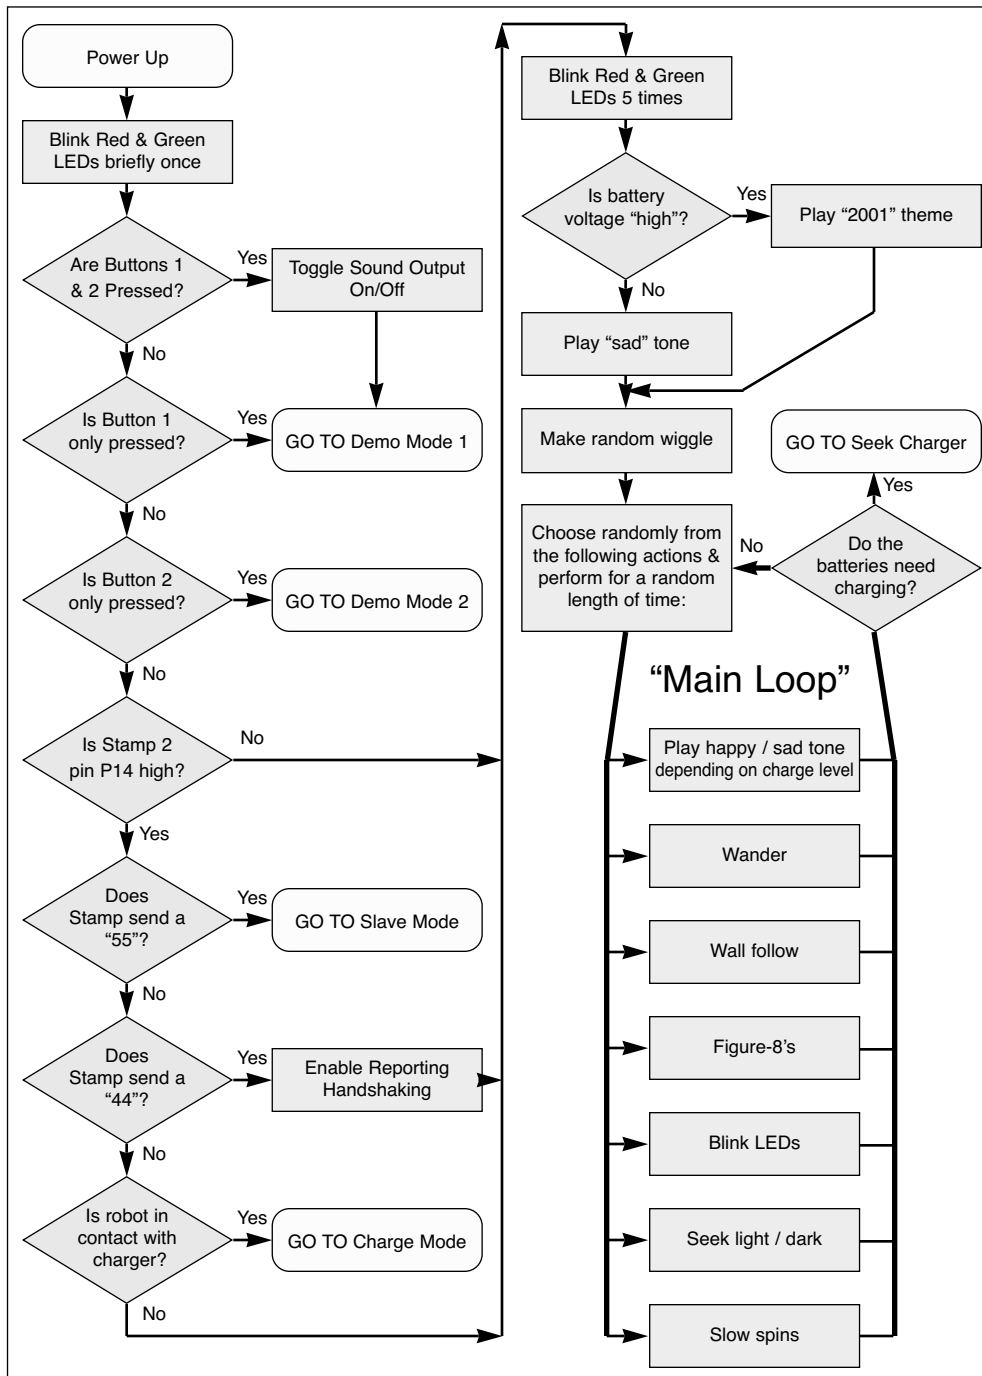 Power Up
Blink Red & Green
LEDs briefly once
Are Buttons 1
& 2 Pressed?
Yes
Toggle Sound Output
On/Off
No
Is Button 1
only pressed?
Yes
GO TO Demo Mode 1
No
Is Button 2
only pressed?
Yes
GO TO Demo Mode 2
No
Is Stamp 2
pin P14 high?
No
Yes
Does
Stamp send a
“55”?
Yes
GO TO Slave Mode
No
Does
Stamp send a
“44”?
Yes
Enable Reporting
Handshaking
No
Is robot in
contact with
charger?
Yes
GO TO Charge Mode
No
Blink Red & Green
LEDs 5 times
Is battery
voltage “high”?
Yes
Play “2001” theme
No
Play “sad” tone
Make random wiggle
GO TO Seek Charger
Yes
Choose randomly from
the following actions &
perform for a random
length of time:
No
Do the
batteries need
charging?
“Main Loop”
Play happy / sad tone
depending on charge level
Wander
Wall follow
Figure-8’s
Blink LEDs
Seek light / dark
Slow spins